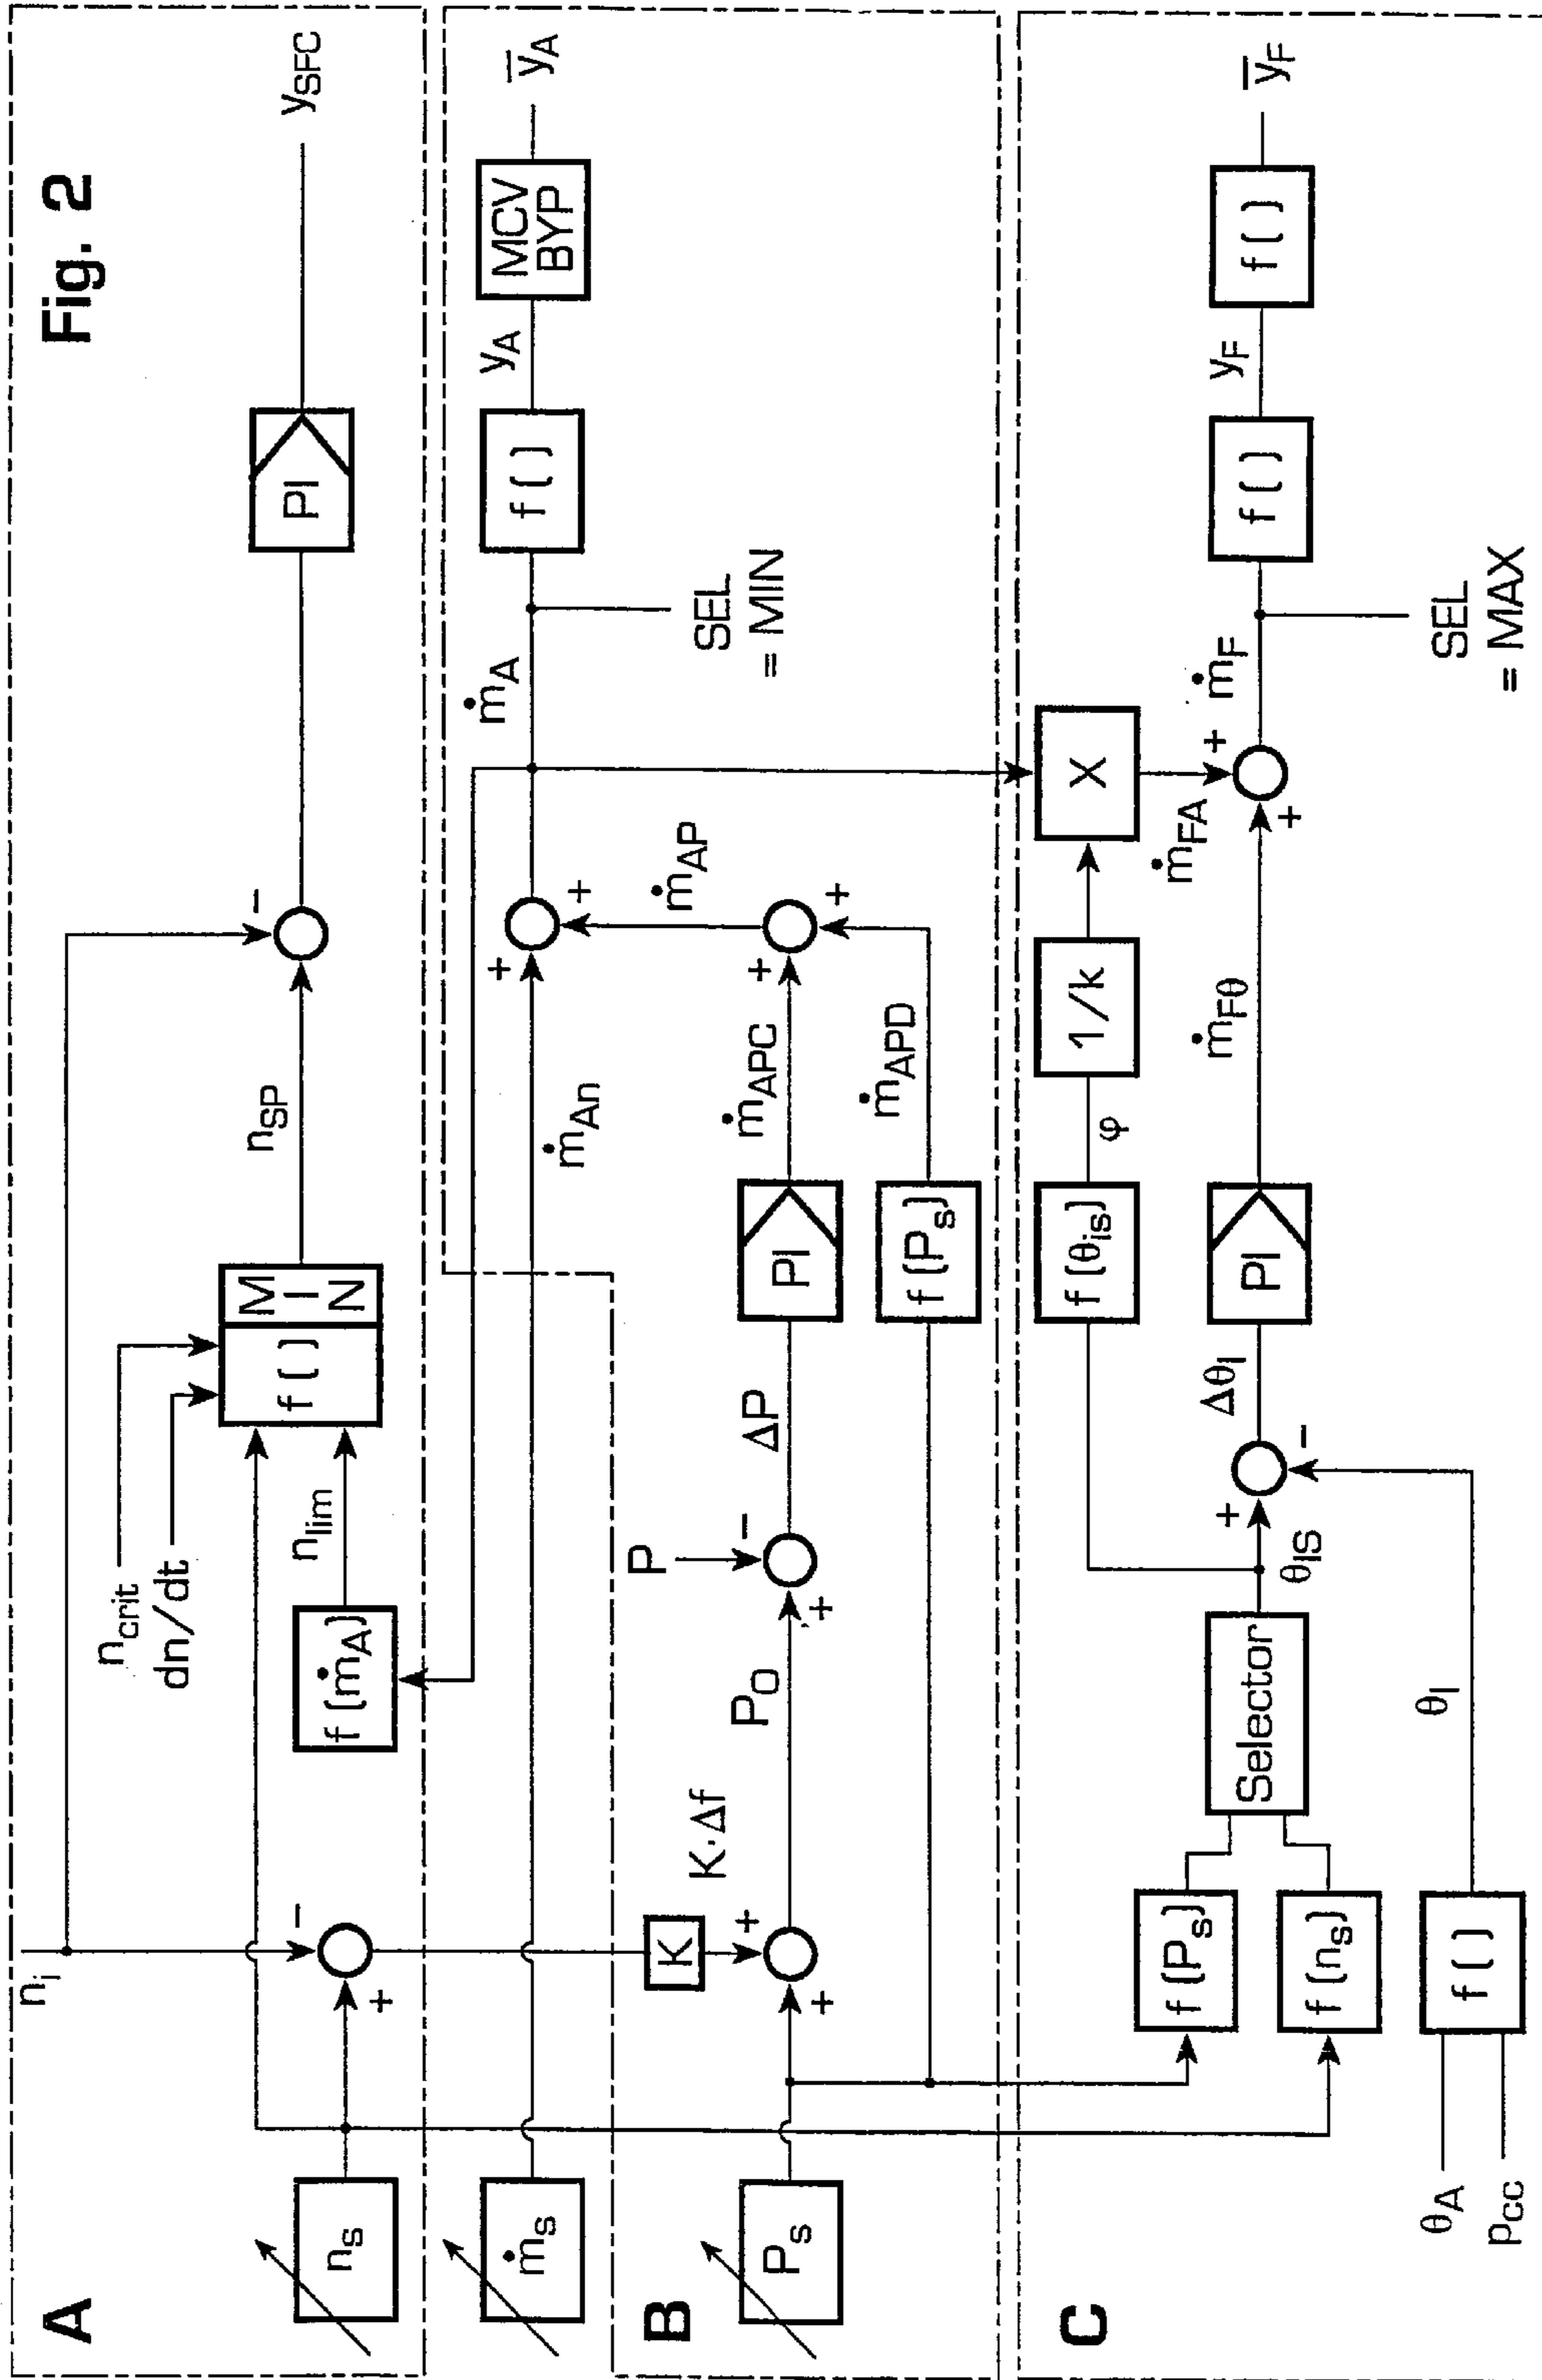 Fig. 2
A
n_i
n_crit
dn/dt
n_s
+
−
f (ṁ_A)
n_lim
f ( )
MIN
n_SP
−
PI
y_SFC
ṁ_s
ṁ_An
+
+
ṁ_A
SEL
= MIN
f ( )
y_A
MCV
BYP
y̅_A
B
P_s
K
+
+
K·Δf
P_O
P
−
+
ΔP
PI
ṁ_APC
f (P_s)
ṁ_APD
+
+
ṁ_AP
C
f (P_s)
f (n_s)
Selector
θ_IS
f (θ_is)
φ
1/k
X
ṁ_FA
θ_A
p_cc
f ( )
θ_I
+
−
Δθ_I
PI
ṁ_Fθ
+
+
ṁ_F
SEL
= MAX
f ( )
y_F
f ( )
y̅_F